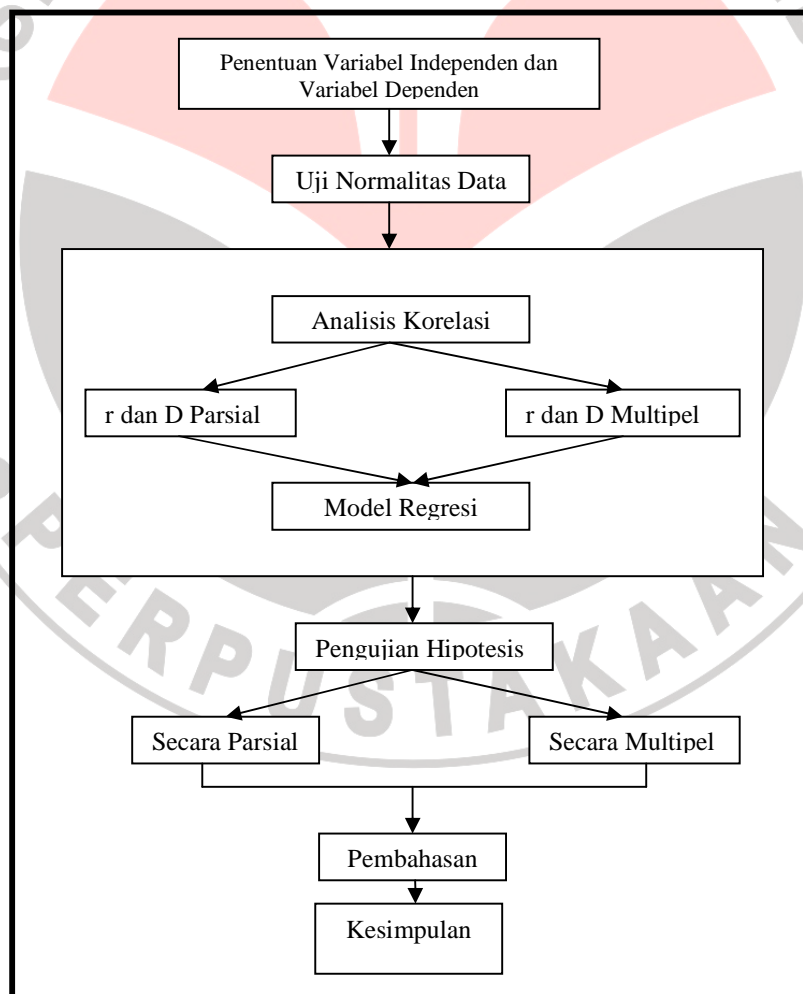 Penentuan Variabel Independen dan
Variabel Dependen
Uji Normalitas Data
Analisis Korelasi
r dan D Parsial
r dan D Multipel
Model Regresi
Pengujian Hipotesis
Secara Parsial
Secara Multipel
Pembahasan
Kesimpulan
PERPUSTAKAAN